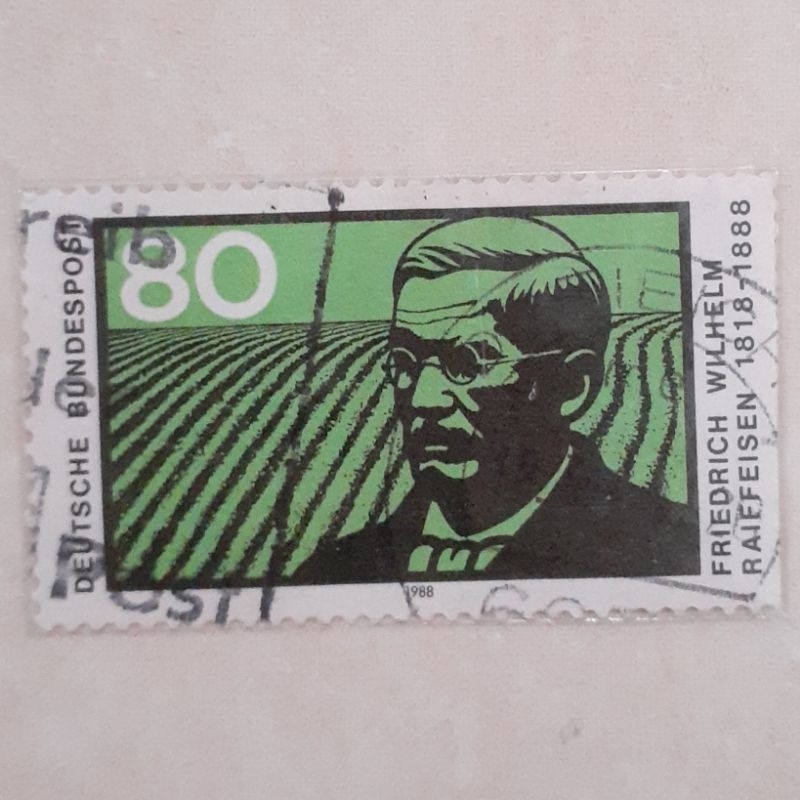 DEUTSCHE BUNDESPOST
80
FRIEDRICH WILHELM
RAIFFEISEN 1818-1888
1988